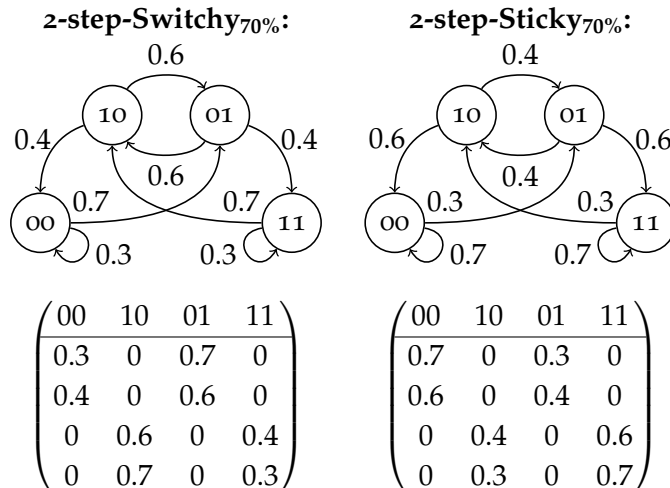 2-step-Switchy70%: 2-step-Sticky70%:
0.6 0.4
10 01 10 01
0.4 0.4 0.6 0.6
0.6 0.4
0.7 0.7 0.3 0.3
00 11 00 11
0.3 0.3 0.7 0.7
00 10 01 11 00 10 01 11
0.3 0 0.7 0 0.7 0 0.3 0
0.4 0 0.6 0 0.6 0 0.4 0
0 0.6 0 0.4 0 0.4 0 0.6
0 0.7 0 0.3 0 0.3 0 0.7